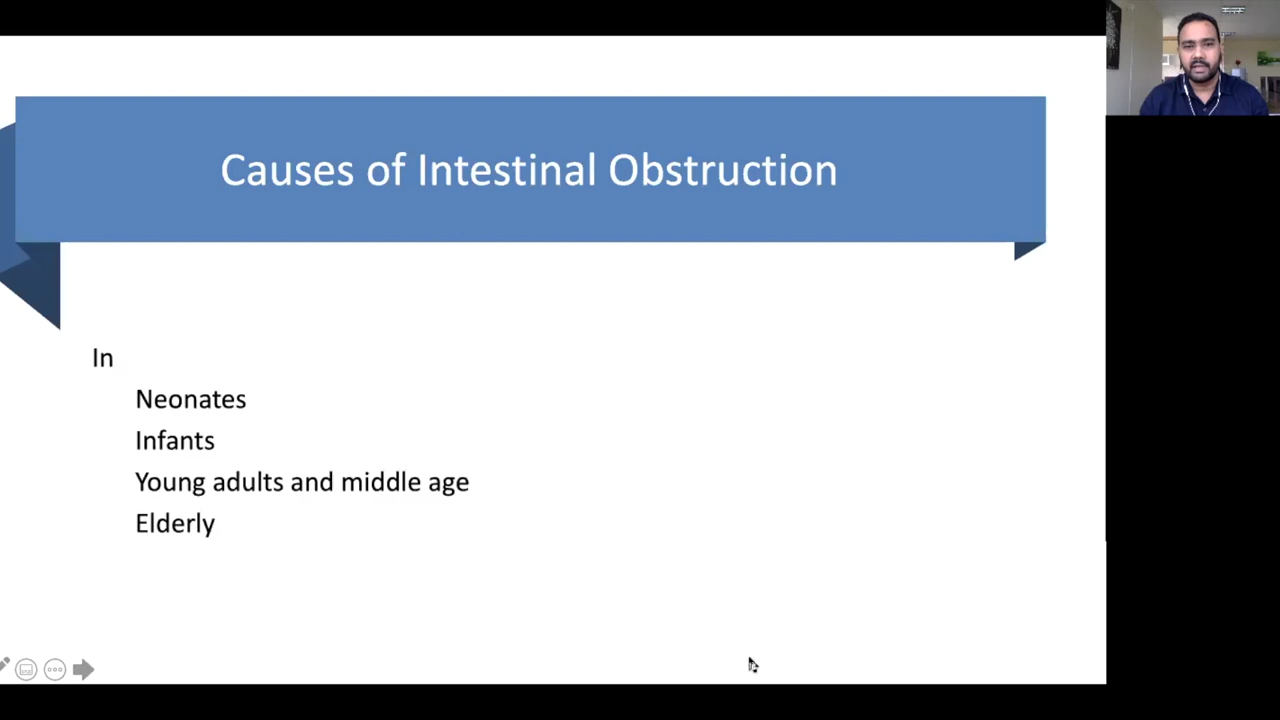 Causes of Intestinal Obstruction
In
Neonates
Infants
Young adults and middle age
Elderly